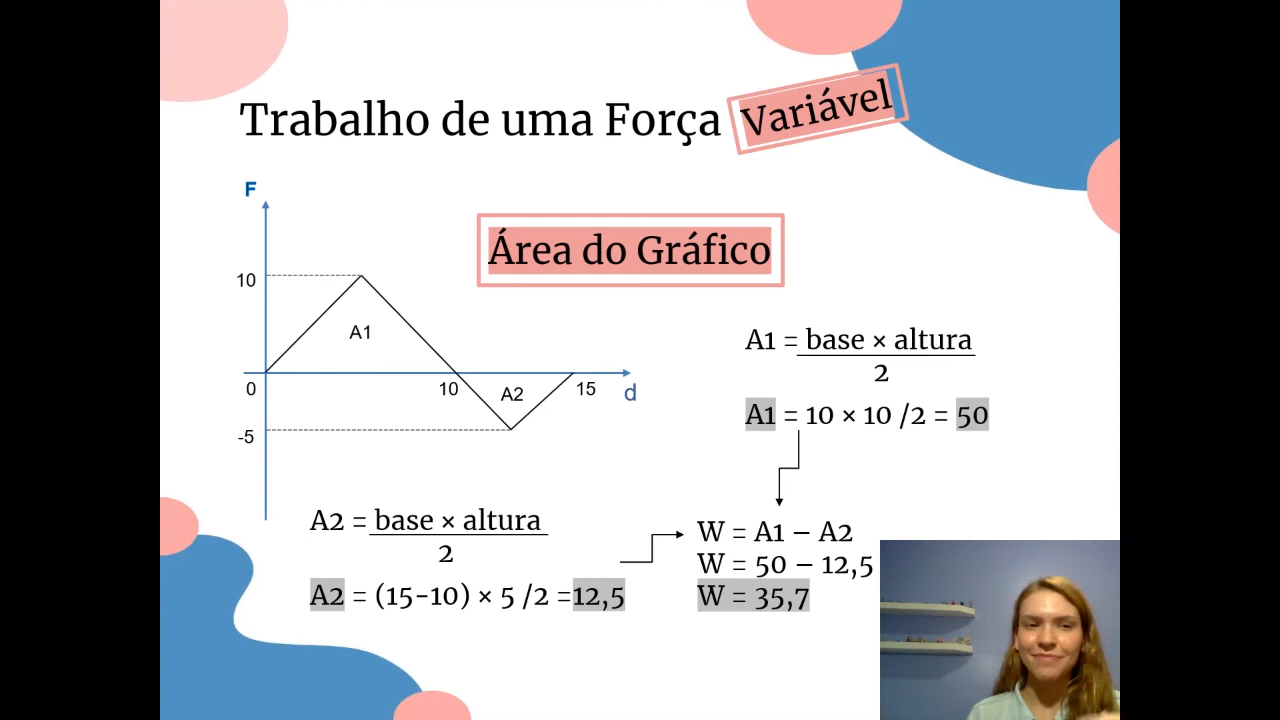 Trabalho de uma Força Variável
F
Área do Gráfico
10
A1
0
10
A2
15
d
-5
A1 = base × altura
2
A1 = 10 × 10 /2 = 50
A2 = base × altura
2
A2 = (15-10) × 5 /2 =12,5
W = A1 – A2
W = 50 – 12,5
W = 35,7